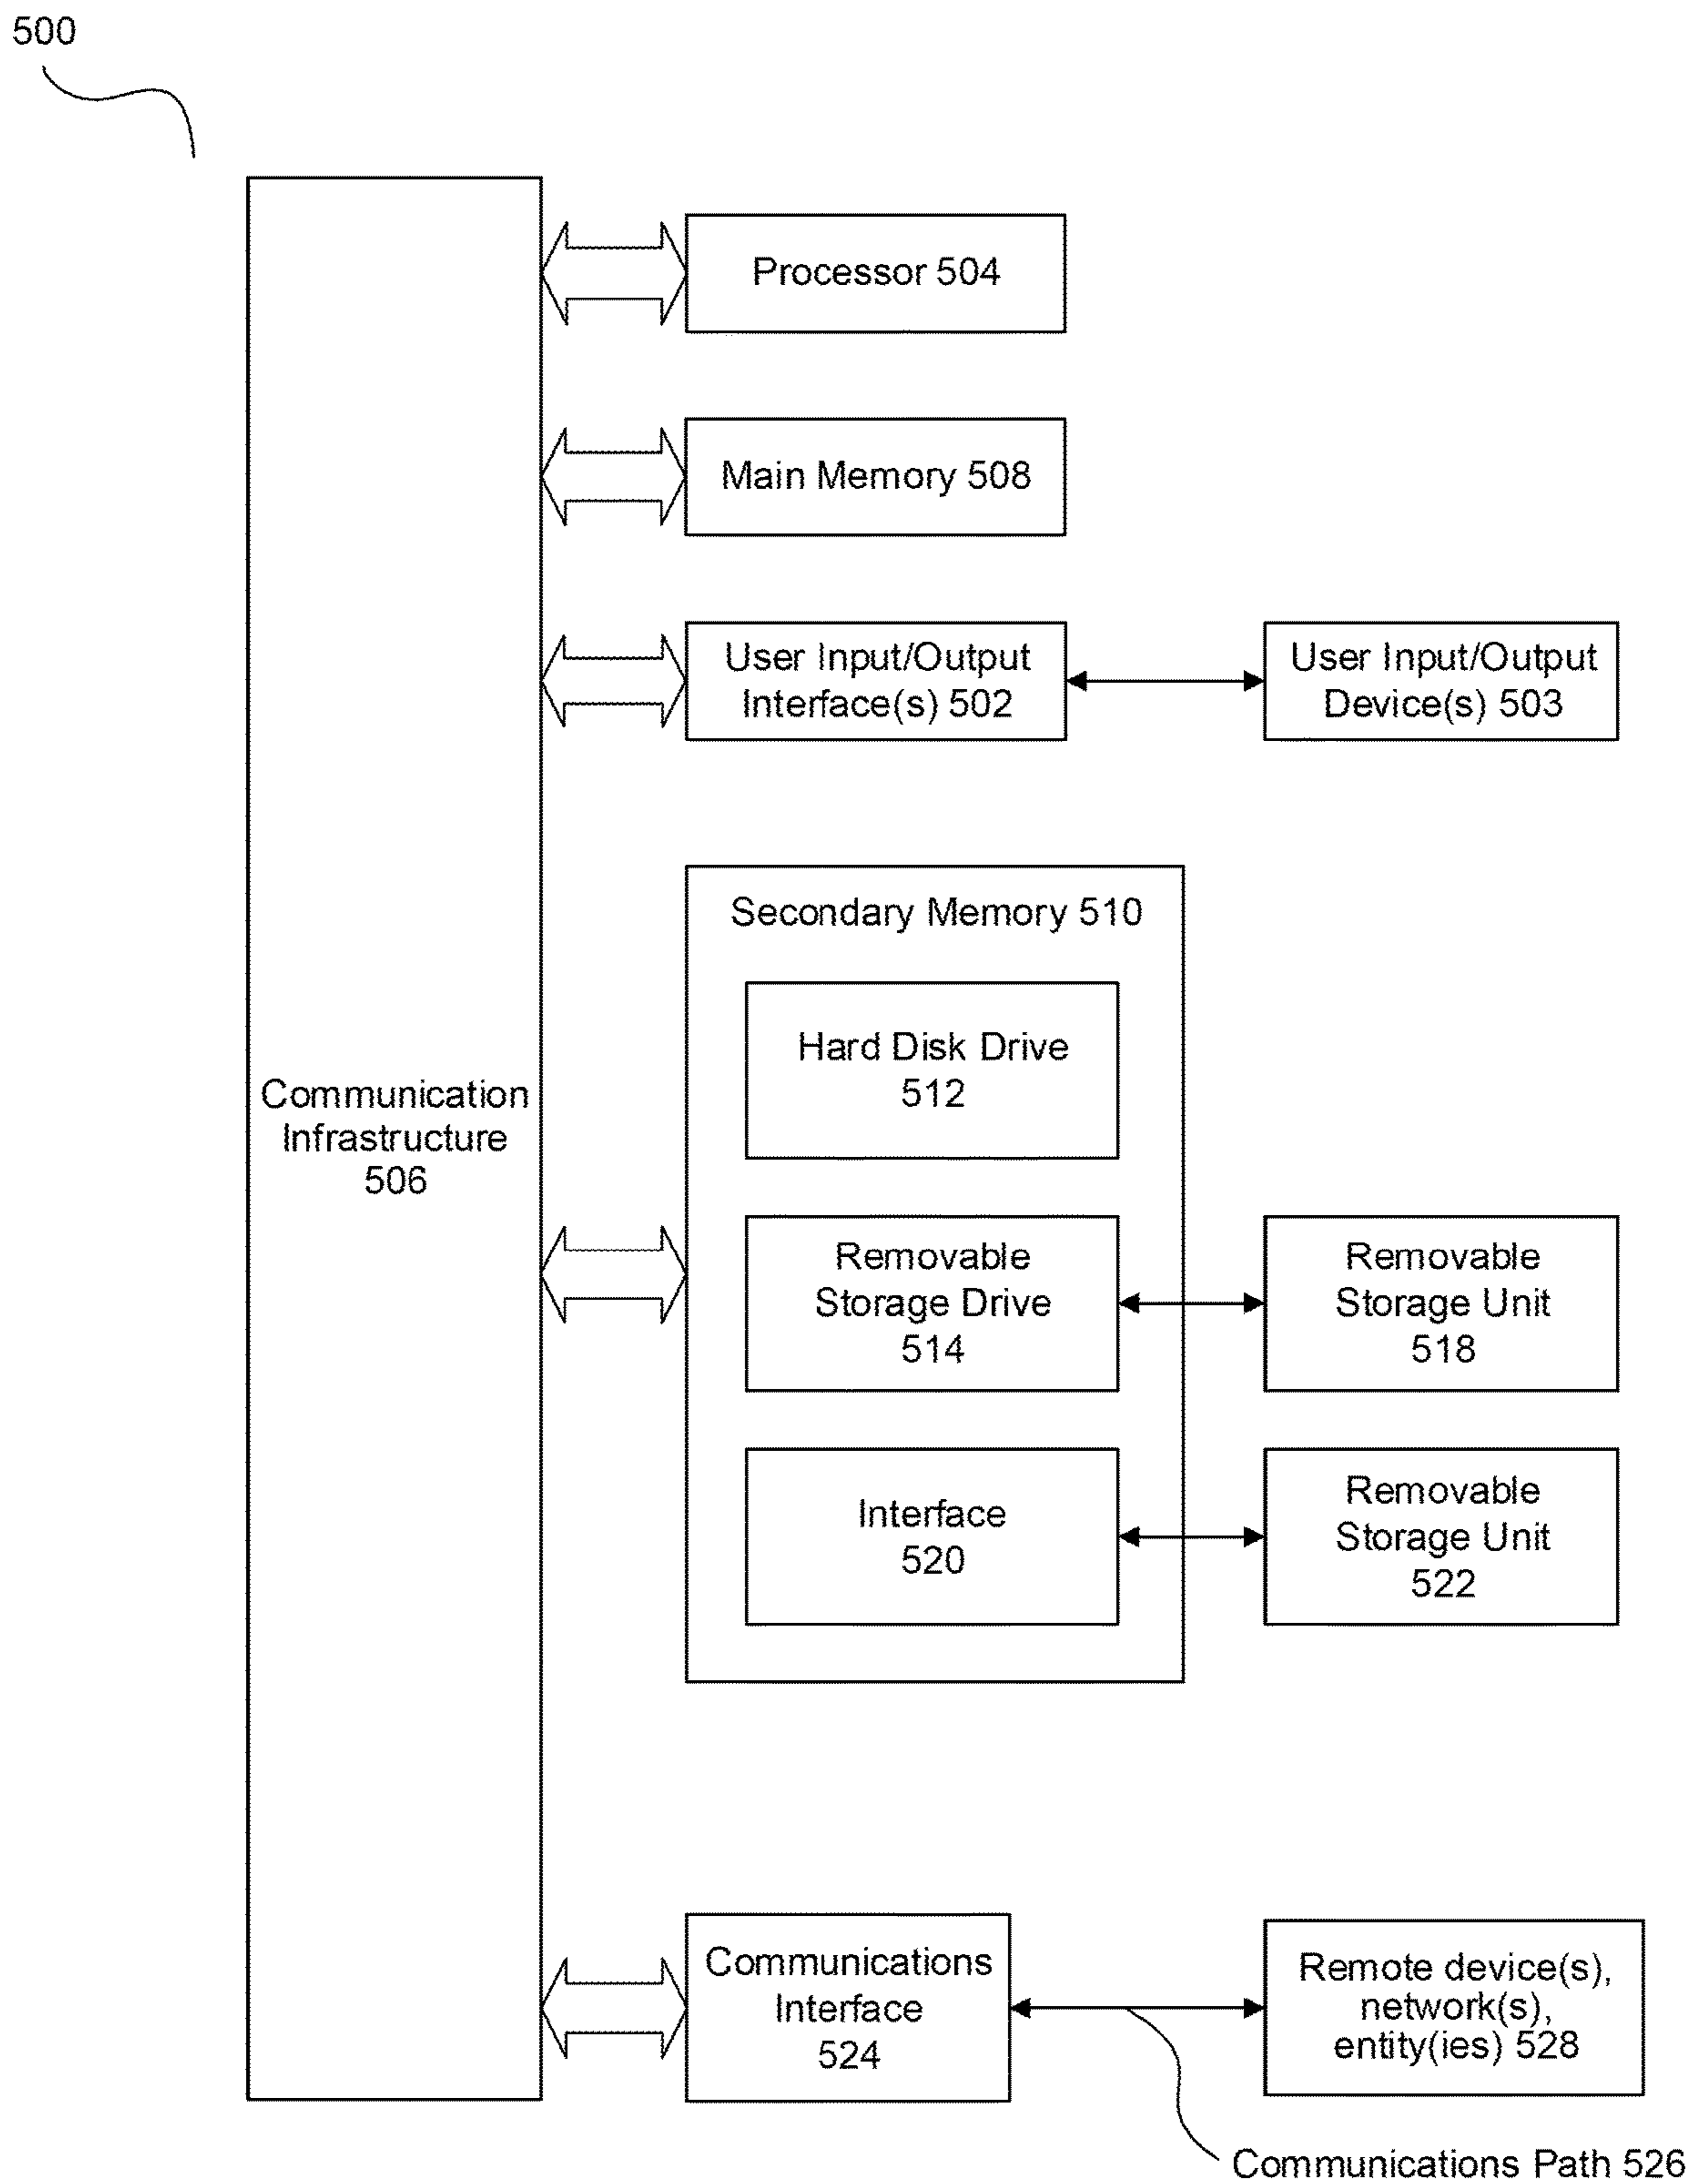 500
Processor 504
Main Memory 508
User Input/Output
Interface(s) 502
User Input/Output
Device(s) 503
Secondary Memory 510
Hard Disk Drive
512
Communication
Infrastructure
506
Removable
Storage Drive
514
Removable
Storage Unit
518
Interface
520
Removable
Storage Unit
522
Communications
Interface
524
Remote device(s),
network(s),
entity(ies) 528
Communications Path 526